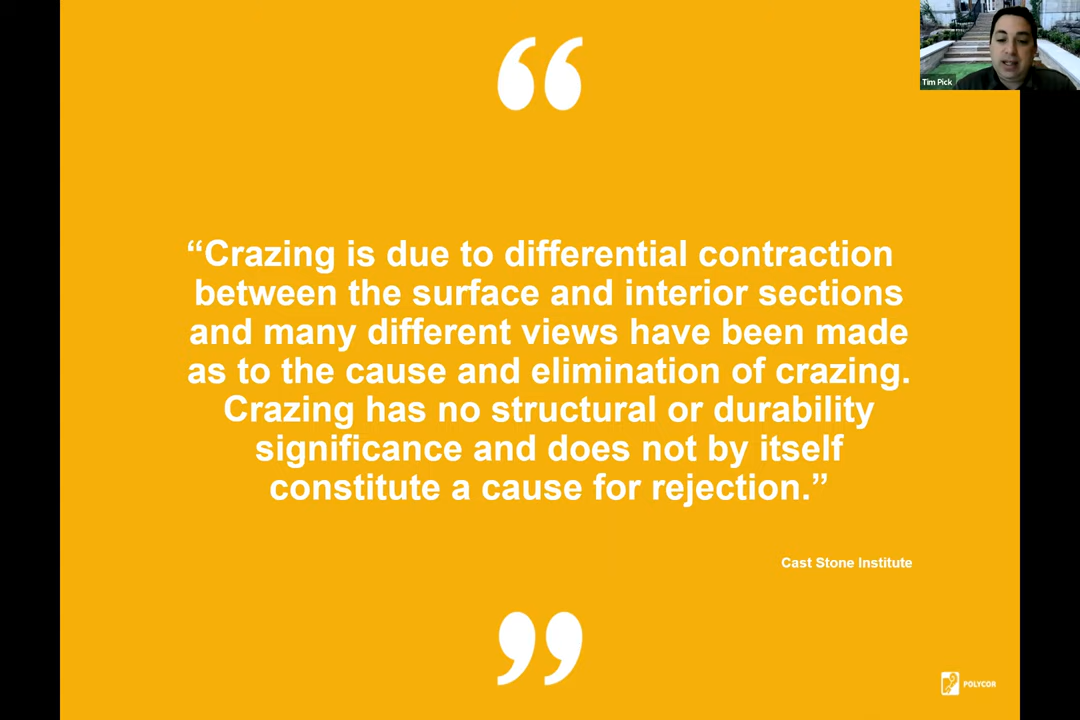 Tim Pick
“
“Crazing is due to differential contraction
between the surface and interior sections
and many different views have been made
as to the cause and elimination of crazing.
Crazing has no structural or durability
significance and does not by itself
constitute a cause for rejection.”
Cast Stone Institute
”
POLYCOR